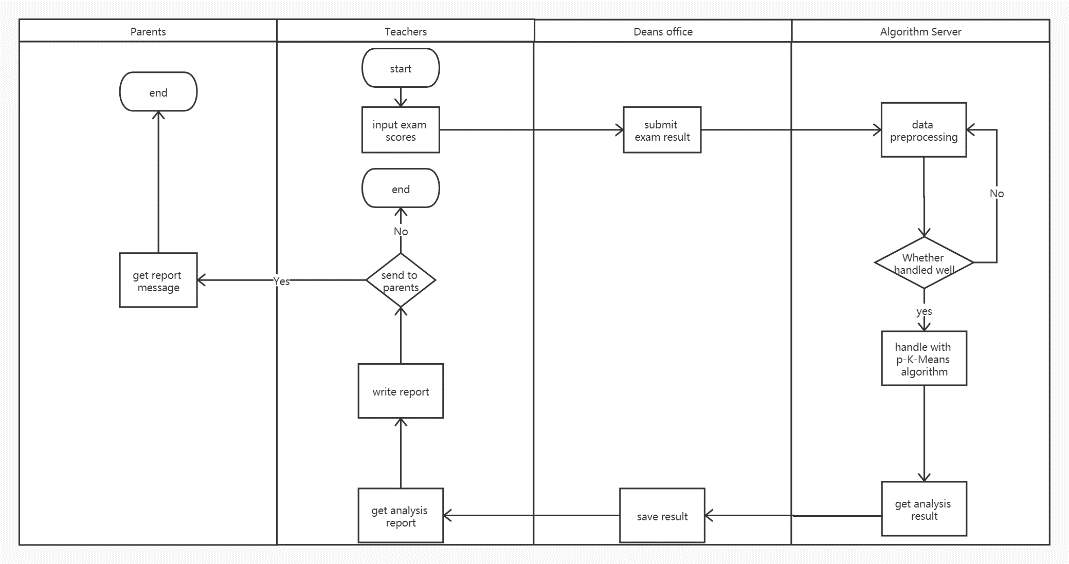 Parents
Teachers
Deans office
Algorithm Server
start
end
input exam
scores
submit
exam result
data
preprocessing
end
No
No
Whether
handled well
get report
message
Yes
send to
parents
yes
handle with
p-K-Means
algorithm
write report
get analysis
report
save result
get analysis
result